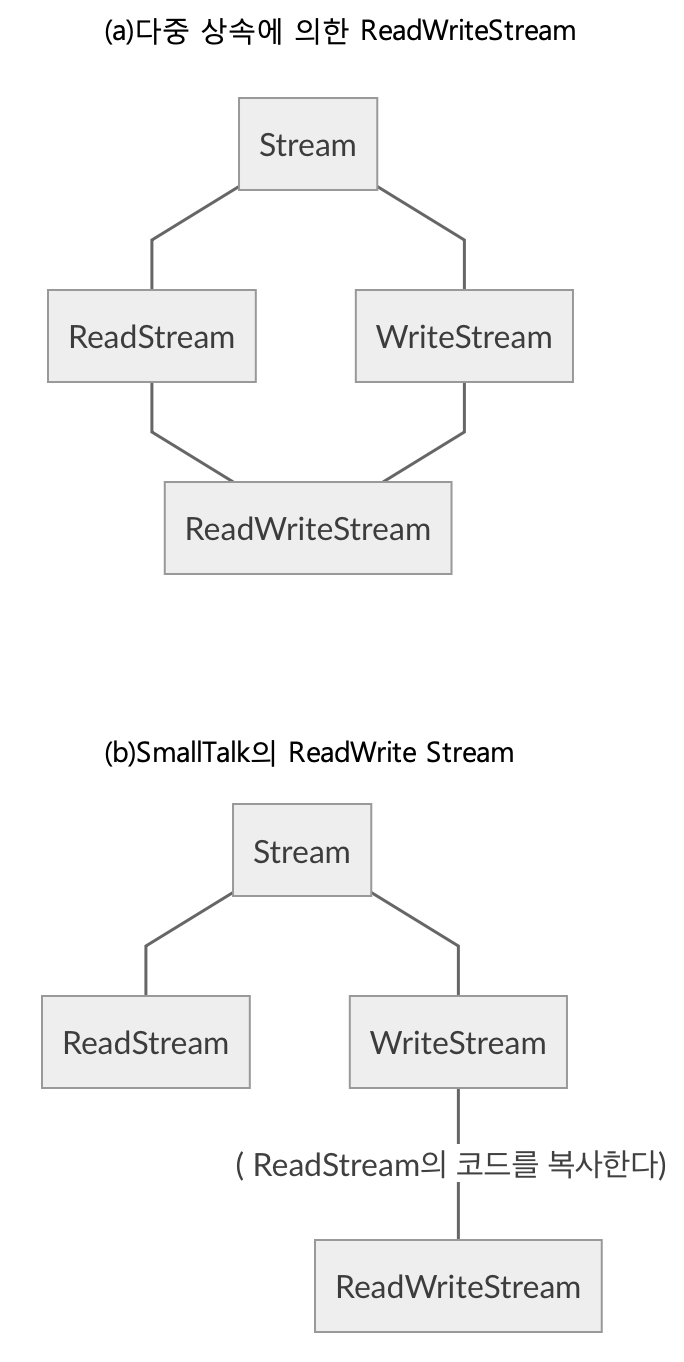 (a)다중 상속에 의한 ReadWriteStream
Stream
ReadStream
WriteStream
ReadWriteStream
(b)SmallTalk의 ReadWrite Stream
Stream
ReadStream
WriteStream
( ReadStream의 코드를 복사한다)
ReadWriteStream